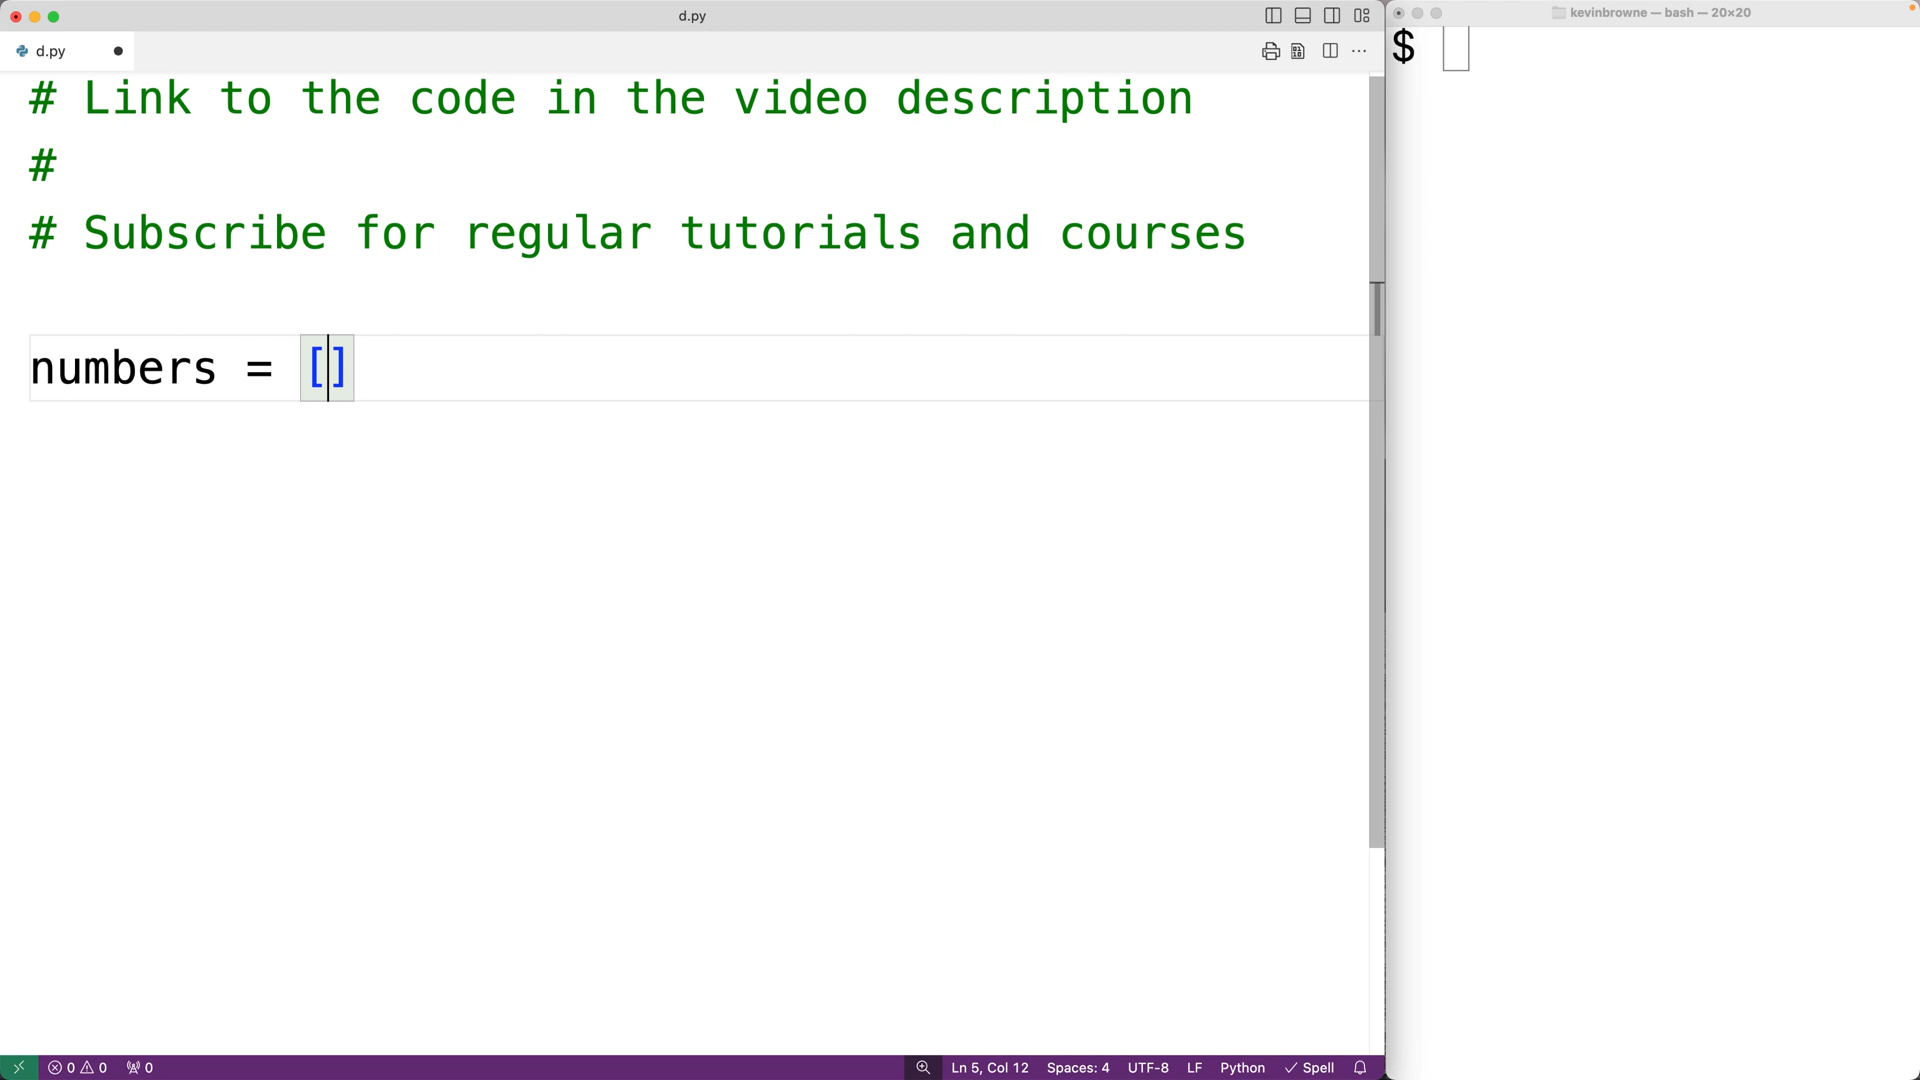 d.py
kevinbrowne — bash — 20×20
d.py
$
# Link to the code in the video description
#
# Subscribe for regular tutorials and courses
numbers = []
0 0 0 Ln 5, Col 12 Spaces: 4 UTF-8 LF Python Spell